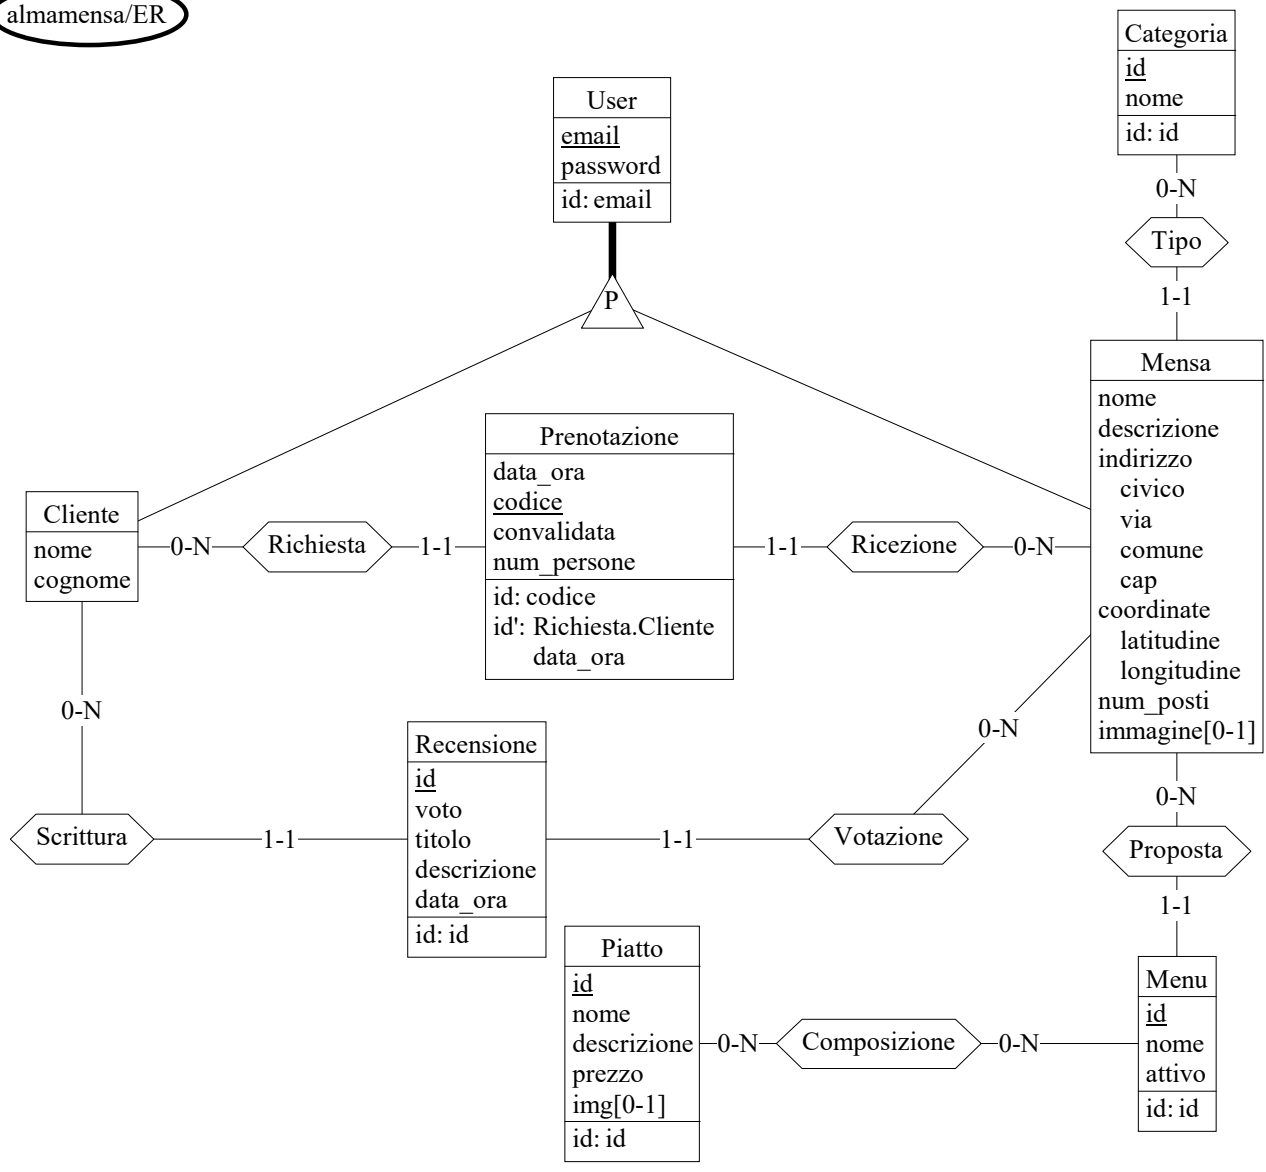 almamensa/ER
Categoria
id
nome
id: id
0-N
Tipo
1-1
User
email
password
id: email
P
Mensa
nome
descrizione
indirizzo
civico
via
comune
cap
coordinate
latitudine
longitudine
num_posti
immagine[0-1]
Prenotazione
data_ora
codice
convalidata
num_persone
id: codice
id': Richiesta.Cliente
data_ora
Cliente
nome
cognome
0-N
Richiesta
1-1
1-1
Ricezione
0-N
0-N
Scrittura
1-1
Recensione
id
voto
titolo
descrizione
data_ora
id: id
1-1
Votazione
0-N
0-N
Proposta
1-1
Piatto
id
nome
descrizione
prezzo
img[0-1]
id: id
0-N
Composizione
0-N
Menu
id
nome
attivo
id: id